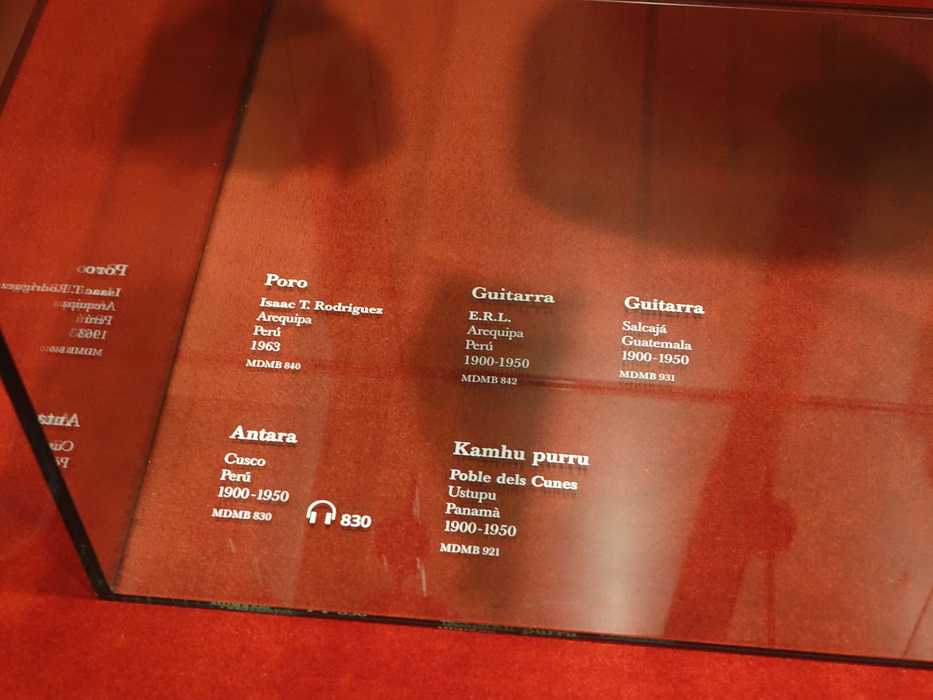 Poro
Isaac T. Rodríguez
Arequipa
Perú
1963
MDMB 840
Guitarra
E.R.L.
Arequipa
Perú
1900-1950
MDMB 842
Guitarra
Salcajá
Guatemala
1900-1950
MDMB 931
Antara
Cusco
Perú
1900-1950
MDMB 830
830
Kamhu purru
Poble dels Cunes
Ustupu
Panamà
1900-1950
MDMB 921